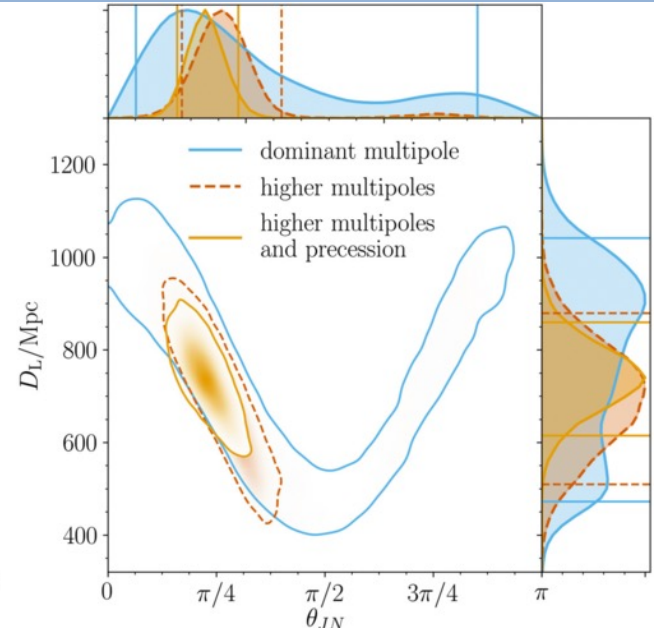 dominant multipole
higher multipoles
higher multipoles
and precession
1200
1000
800
600
400
D_L/Mpc
0
π/4
π/2
3π/4
π
θ_JN